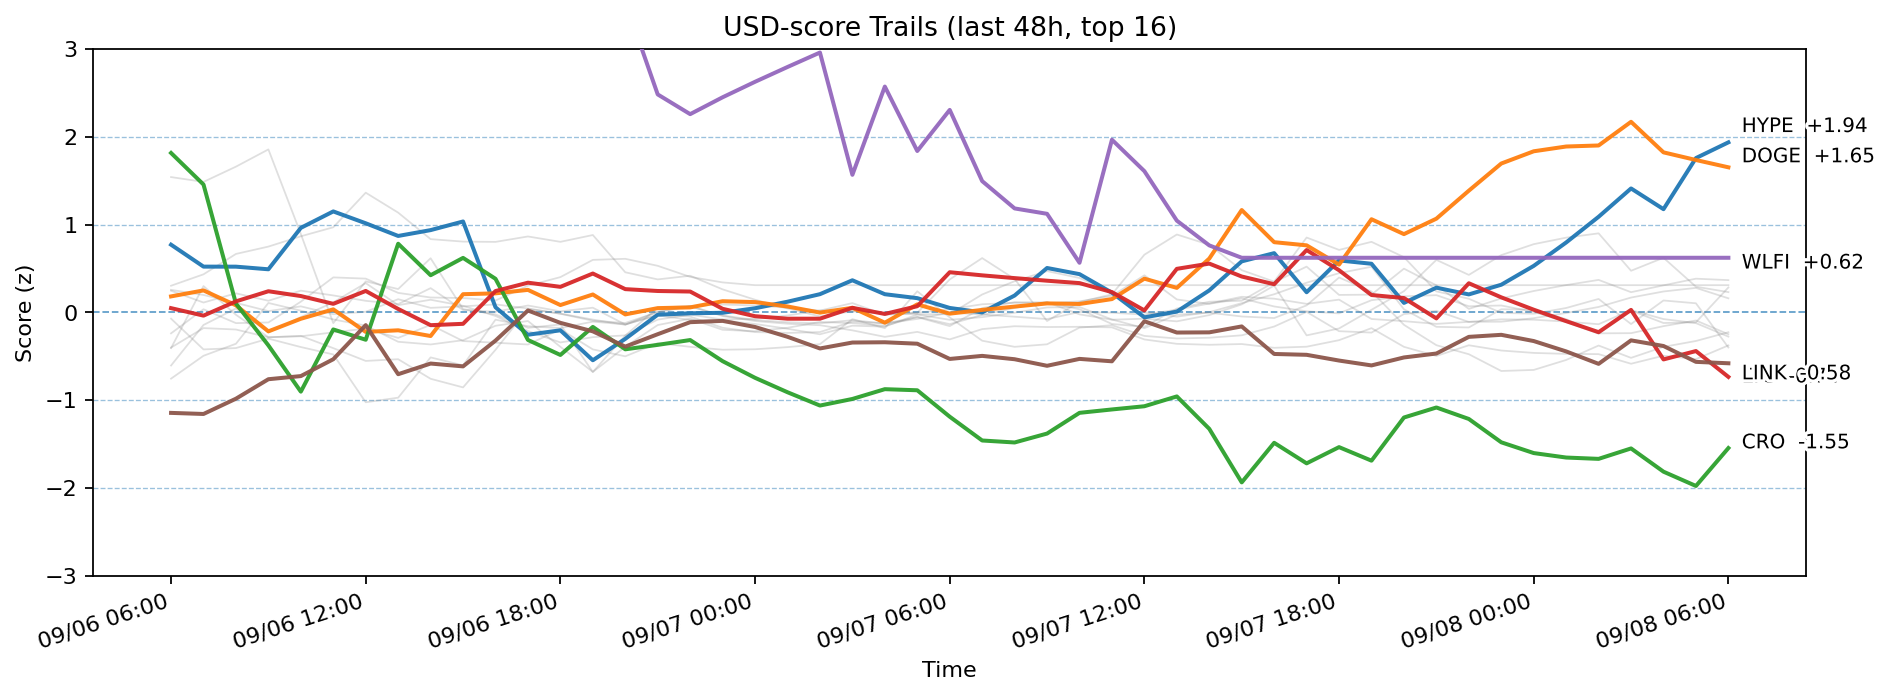 USD-score Trails (last 48h, top 16)
Score (z)
3
2
1
0
−1
−2
−3
HYPE +1.94
DOGE +1.65
WLFI +0.62
LINK -0.58
CRO -1.55
09/06 06:00
09/06 12:00
09/06 18:00
09/07 00:00
09/07 06:00
09/07 12:00
09/07 18:00
09/08 00:00
09/08 06:00
Time